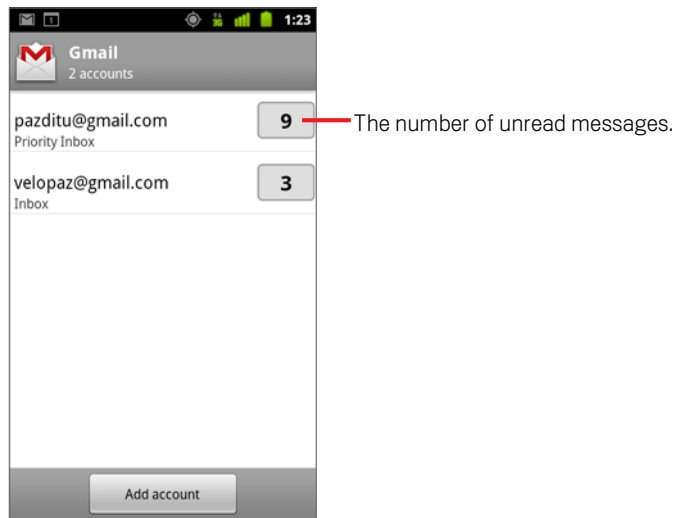 1:23
Gmail
2 accounts
pazditu@gmail.com
Priority Inbox
9
The number of unread messages.
velopaz@gmail.com
Inbox
3
Add account